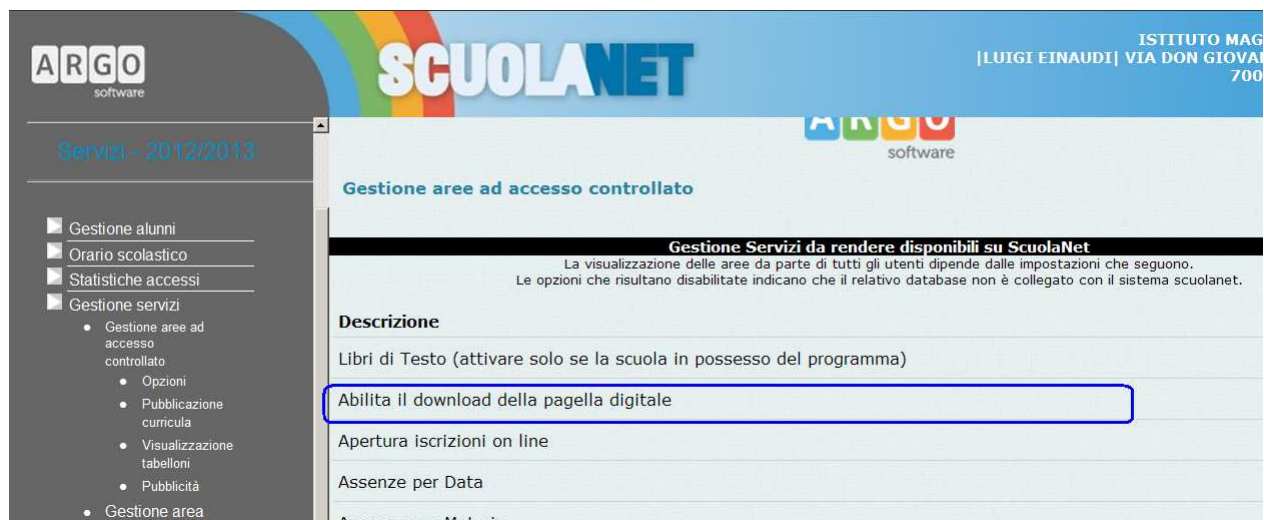 ARGO
software
SCUOLANET
ISTITUTO MAG
|LUIGI EINAUDI| VIA DON GIOVA
700
Servizi - 2012/2013
Gestione alunni
Orario scolastico
Statistiche accessi
Gestione servizi
Gestione aree ad
accesso
controllato
Opzioni
Pubblicazione
curricula
Visualizzazione
tabelloni
Pubblicità
Gestione area
ARGO
software
Gestione aree ad accesso controllato
Gestione Servizi da rendere disponibili su ScuolaNet
La visualizzazione delle aree da parte di tutti gli utenti dipende dalle impostazioni che seguono.
Le opzioni che risultano disabilitate indicano che il relativo database non è collegato con il sistema scuolanet.
Descrizione
Libri di Testo (attivare solo se la scuola in possesso del programma)
Abilita il download della pagella digitale
Apertura iscrizioni on line
Assenze per Data